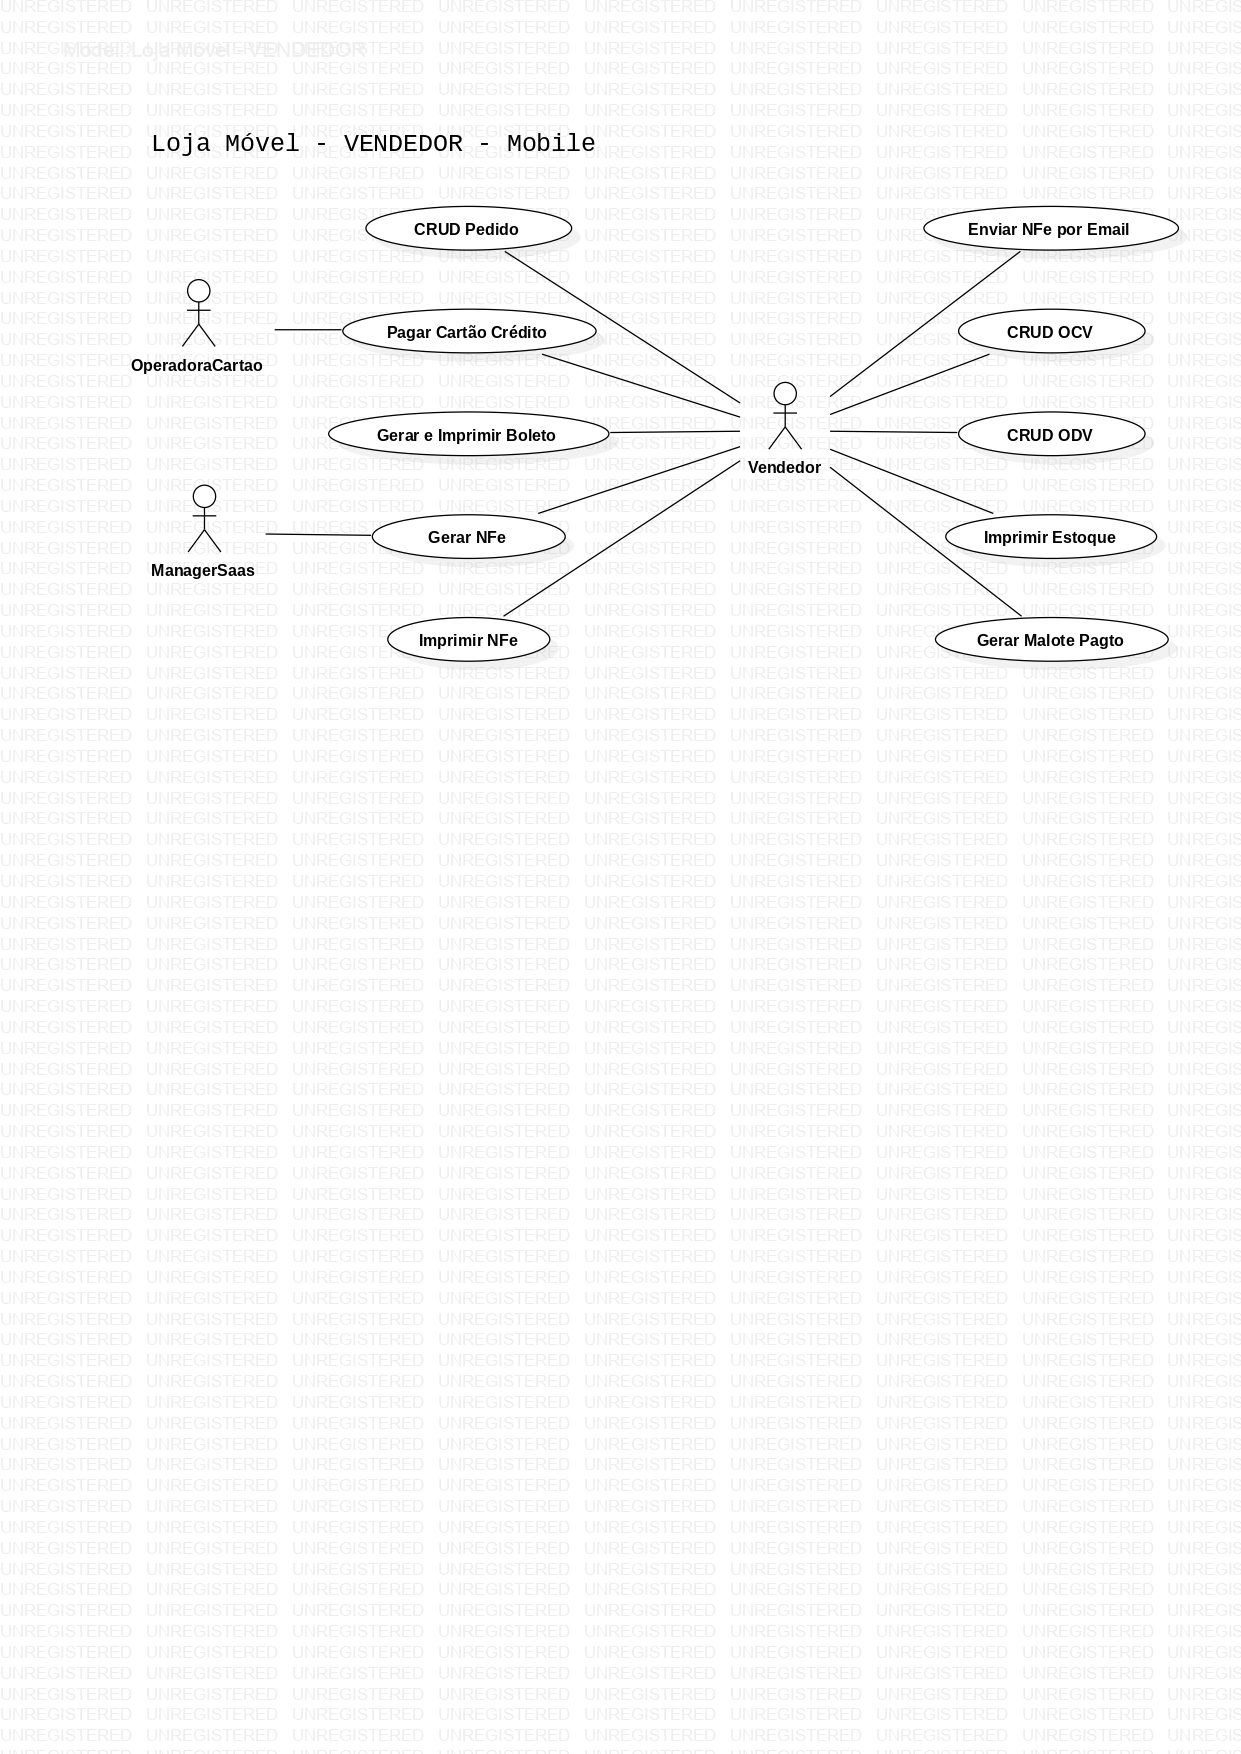 Model: Loja Móvel - VENDEDOR
Loja Móvel - VENDEDOR - Mobile
CRUD Pedido
Enviar NFe por Email
Pagar Cartão Crédito
CRUD OCV
OperadoraCartao
Gerar e Imprimir Boleto
CRUD ODV
Vendedor
Gerar NFe
Imprimir Estoque
ManagerSaas
Imprimir NFe
Gerar Malote Pagto
UNREGISTERED